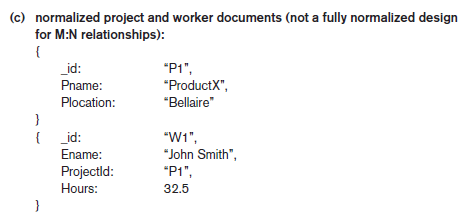 (c) normalized project and worker documents (not a fully normalized design
for M:N relationships):
{
_id: “P1”,
Pname: “ProductX”,
Plocation: “Bellaire”
}
{ _id: “W1”,
Ename: “John Smith”,
ProjectId: “P1”,
Hours: 32.5
}